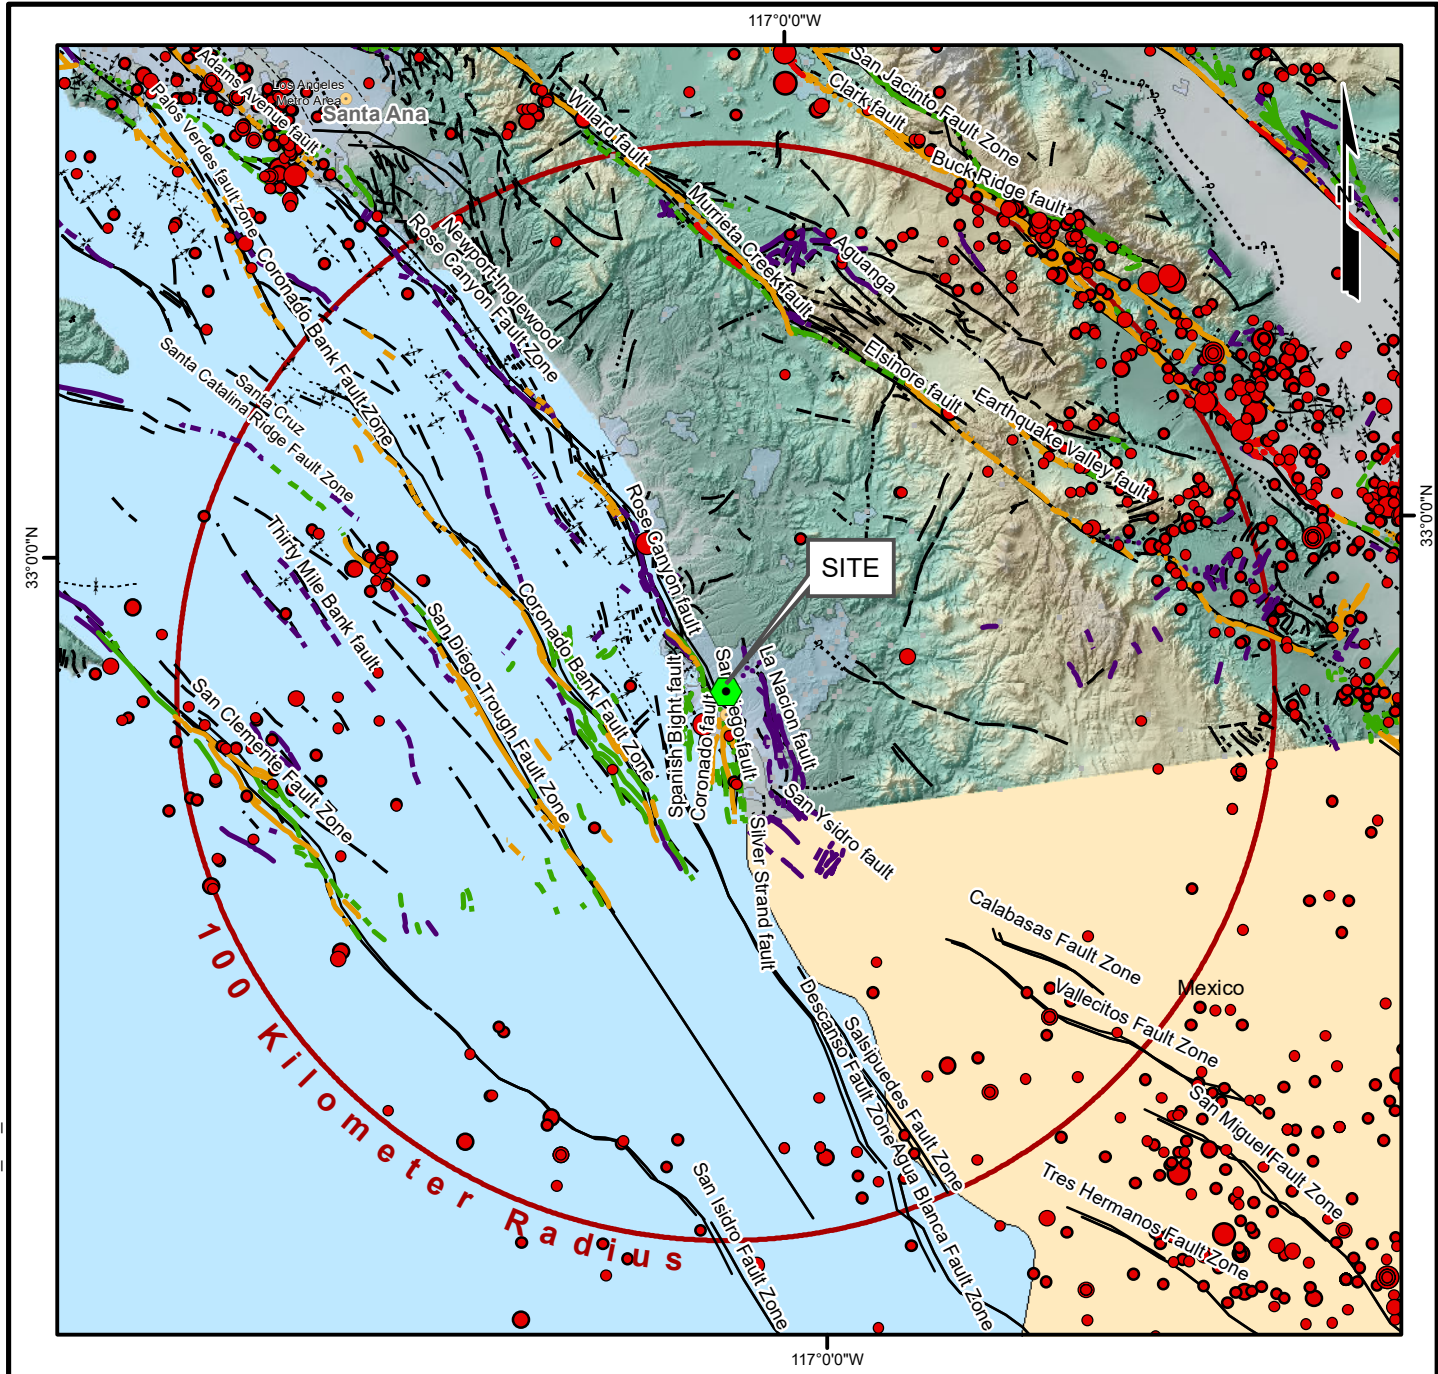 117°0'0"W
Los Angeles
Metro Area
Santa Ana
Adams Avenue fault
Palos Verdes fault zone
Willard fault
San Jacinto Fault Zone
Clark fault
Buck Ridge fault
N
Murrieta Creek fault
Aguanga
Newport-Inglewood
Rose Canyon Fault Zone
Coronado Bank Fault Zone
Santa Cruz
Santa Catalina Ridge Fault Zone
Elsinore fault
Earthquake Valley fault
33°0'0"N
33°0'0"N
Thirty Mile Bank fault
Rose Canyon fault
SITE
San Diego Trough Fault Zone
Coronado Bank Fault Zone
Spanish Bight fault
Coronado fault
San Diego fault
La Nacion fault
San Clemente Fault Zone
San Ysidro fault
Silver Strand fault
Calabasas Fault Zone
Mexico
Vallecitos Fault Zone
Descanso Fault Zone
Salsipuedes Fault Zone
San Miguel Fault Zone
Tres Hermanos Fault Zone
Agua Blanca Fault Zone
San Isidro Fault Zone
100 Kilometer Radius
117°0'0"W